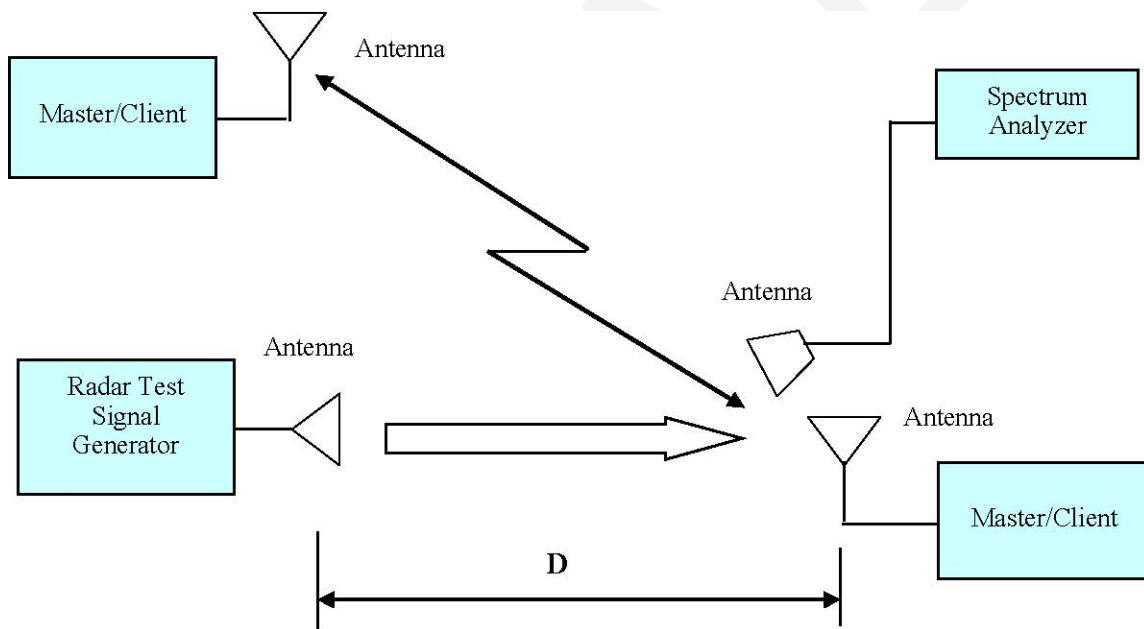 Antenna
Master/Client
Spectrum
Analyzer
Antenna
Antenna
Radar Test
Signal
Generator
Antenna
Master/Client
D